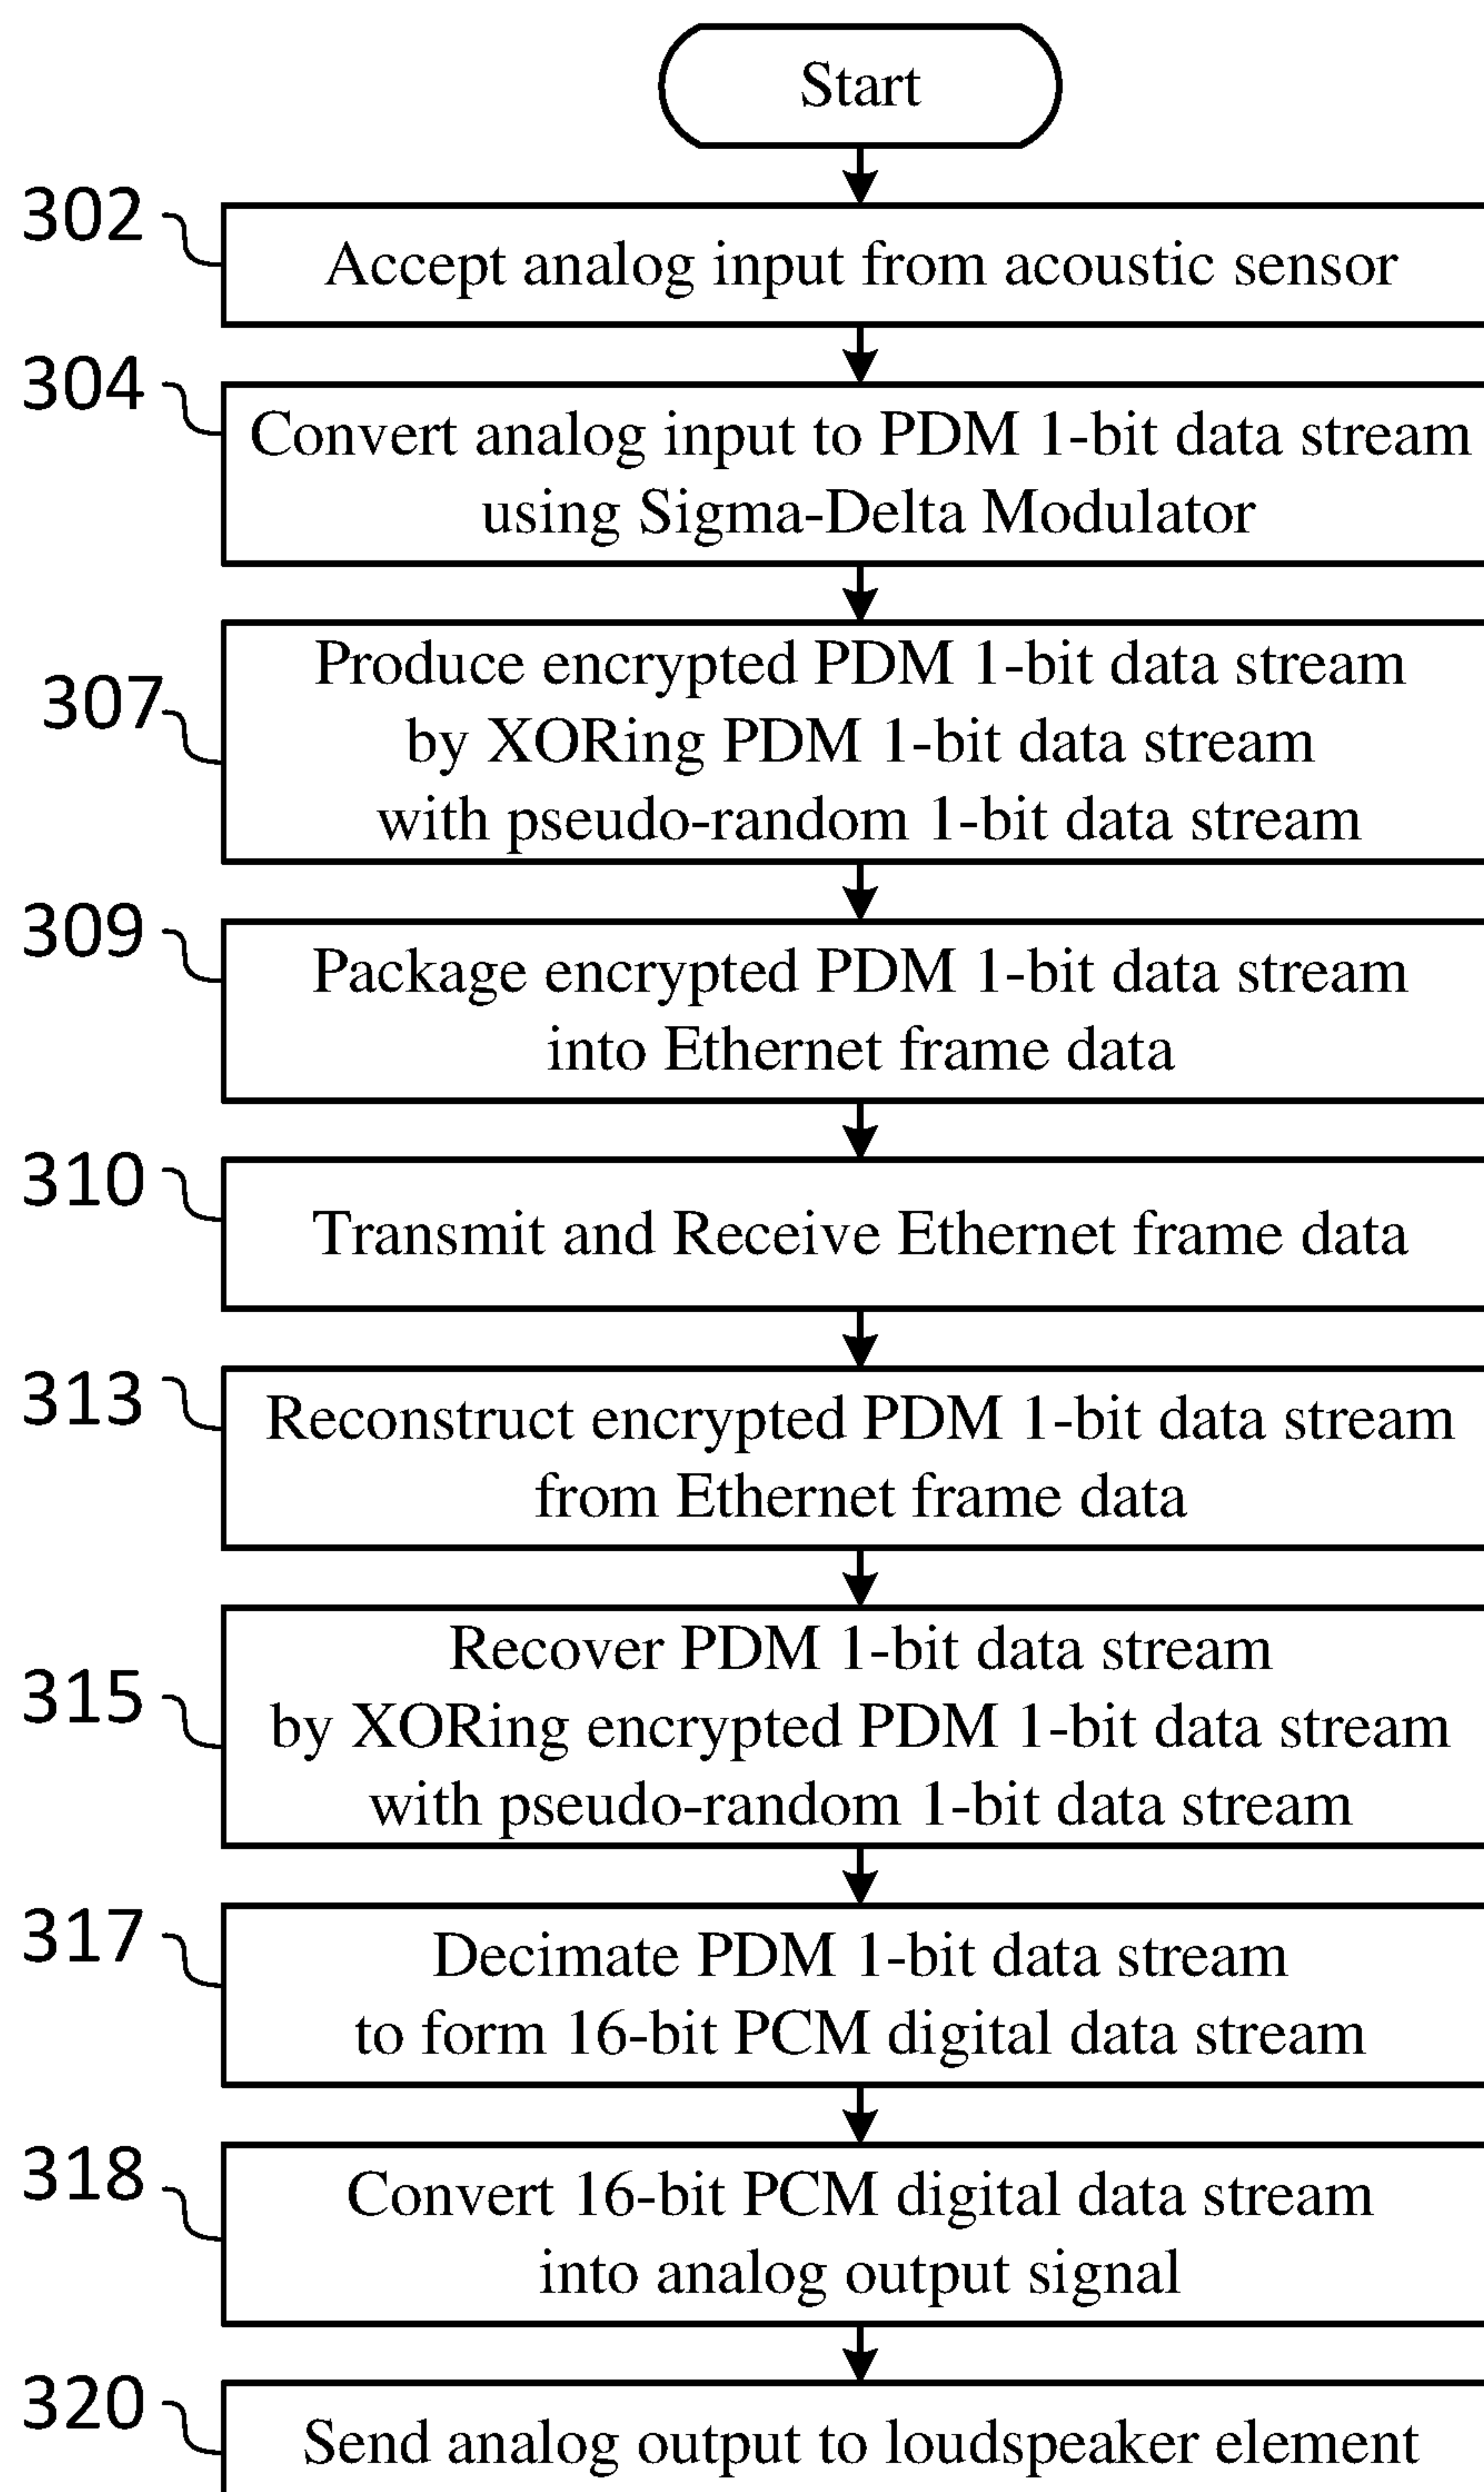 Start
302
Accept analog input from acoustic sensor
304
Convert analog input to PDM 1-bit data stream
using Sigma-Delta Modulator
307
Produce encrypted PDM 1-bit data stream
by XORing PDM 1-bit data stream
with pseudo-random 1-bit data stream
309
Package encrypted PDM 1-bit data stream
into Ethernet frame data
310
Transmit and Receive Ethernet frame data
313
Reconstruct encrypted PDM 1-bit data stream
from Ethernet frame data
315
Recover PDM 1-bit data stream
by XORing encrypted PDM 1-bit data stream
with pseudo-random 1-bit data stream
317
Decimate PDM 1-bit data stream
to form 16-bit PCM digital data stream
318
Convert 16-bit PCM digital data stream
into analog output signal
320
Send analog output to loudspeaker element